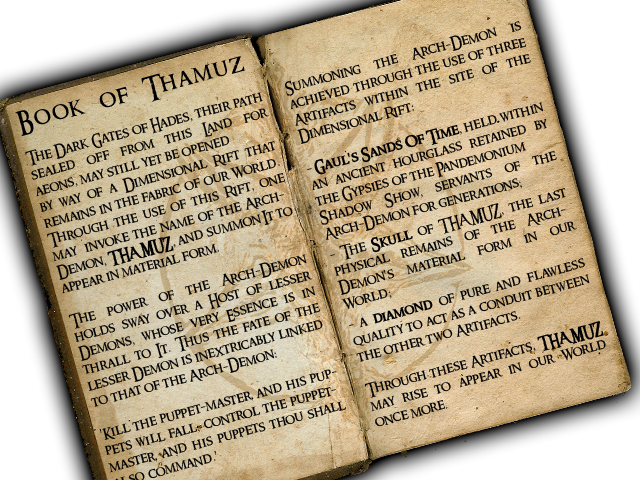 Book of Thamuz
The Dark Gates of Hades, their path
sealed off from this land for
aeons, may still yet be opened
by way of a Dimensional Rift that
remains in the fabric of our world.
Through the use of this Rift, one
may invoke the name of the Arch-
Demon, THAMUZ, and summon It to
appear in material form.
The power of the Arch-Demon
holds sway over a Host of Lesser
Demons, whose very Essence is in
thrall to It. Thus the fate of the
lesser Demon is inextricably linked
to that of the Arch-Demon:
'Kill the puppet-master, and his pup-
pets will fall; control the puppet-
master, and his puppets thou shall
also command.'
Summoning the Arch-Demon is
achieved through the use of three
Artifacts within the site of the
Dimensional Rift:
- Gaul's Sands Of Time, held within
an ancient hourglass retained by
the Gypsies of the Pandemonium
Shadow Show, servants of the
Arch-Demon for generations;
- The Skull of THAMUZ, the last
physical remains of the Arch-
Demon's material form in our
World;
- a DIAMOND of pure and flawless
quality to act as a conduit between
the other two Artifacts.
Through these Artifacts, THAMUZ
may rise to appear in our World
once more.